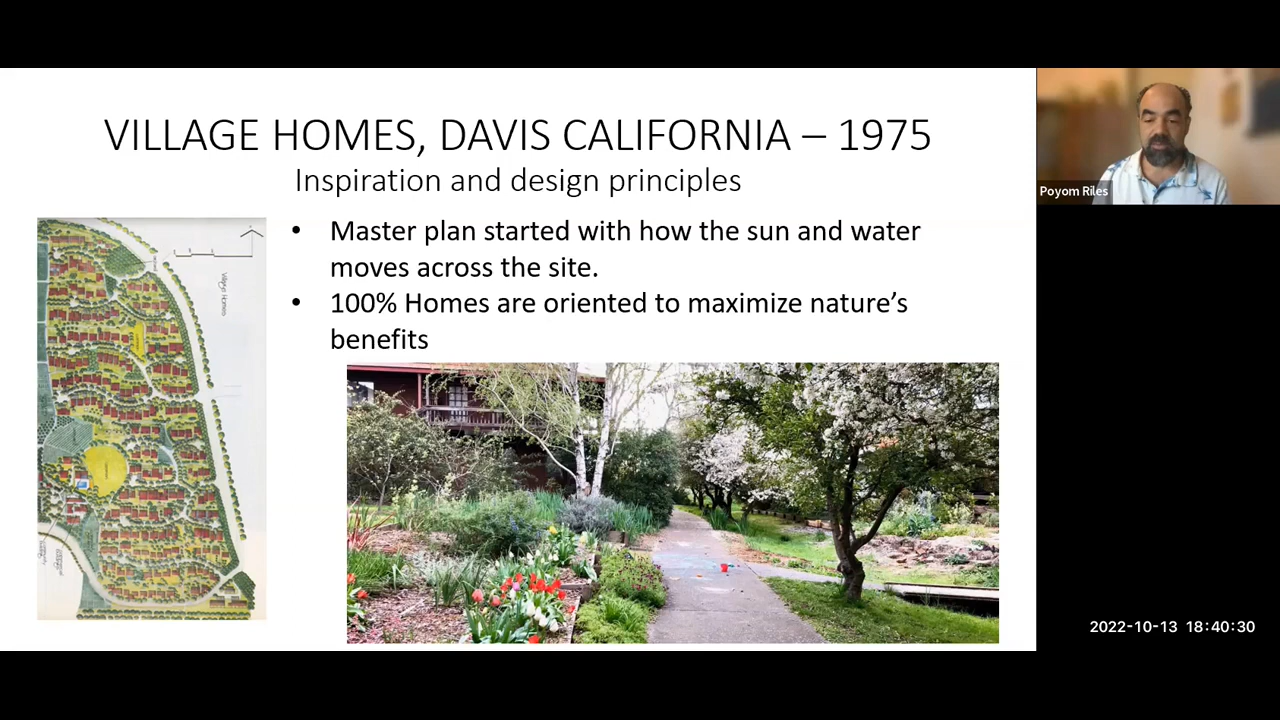 VILLAGE HOMES, DAVIS CALIFORNIA – 1975
Inspiration and design principles
• Master plan started with how the sun and water
moves across the site.
• 100% Homes are oriented to maximize nature’s
benefits
Village Homes
Poyom Riles
2022-10-13 18:40:30